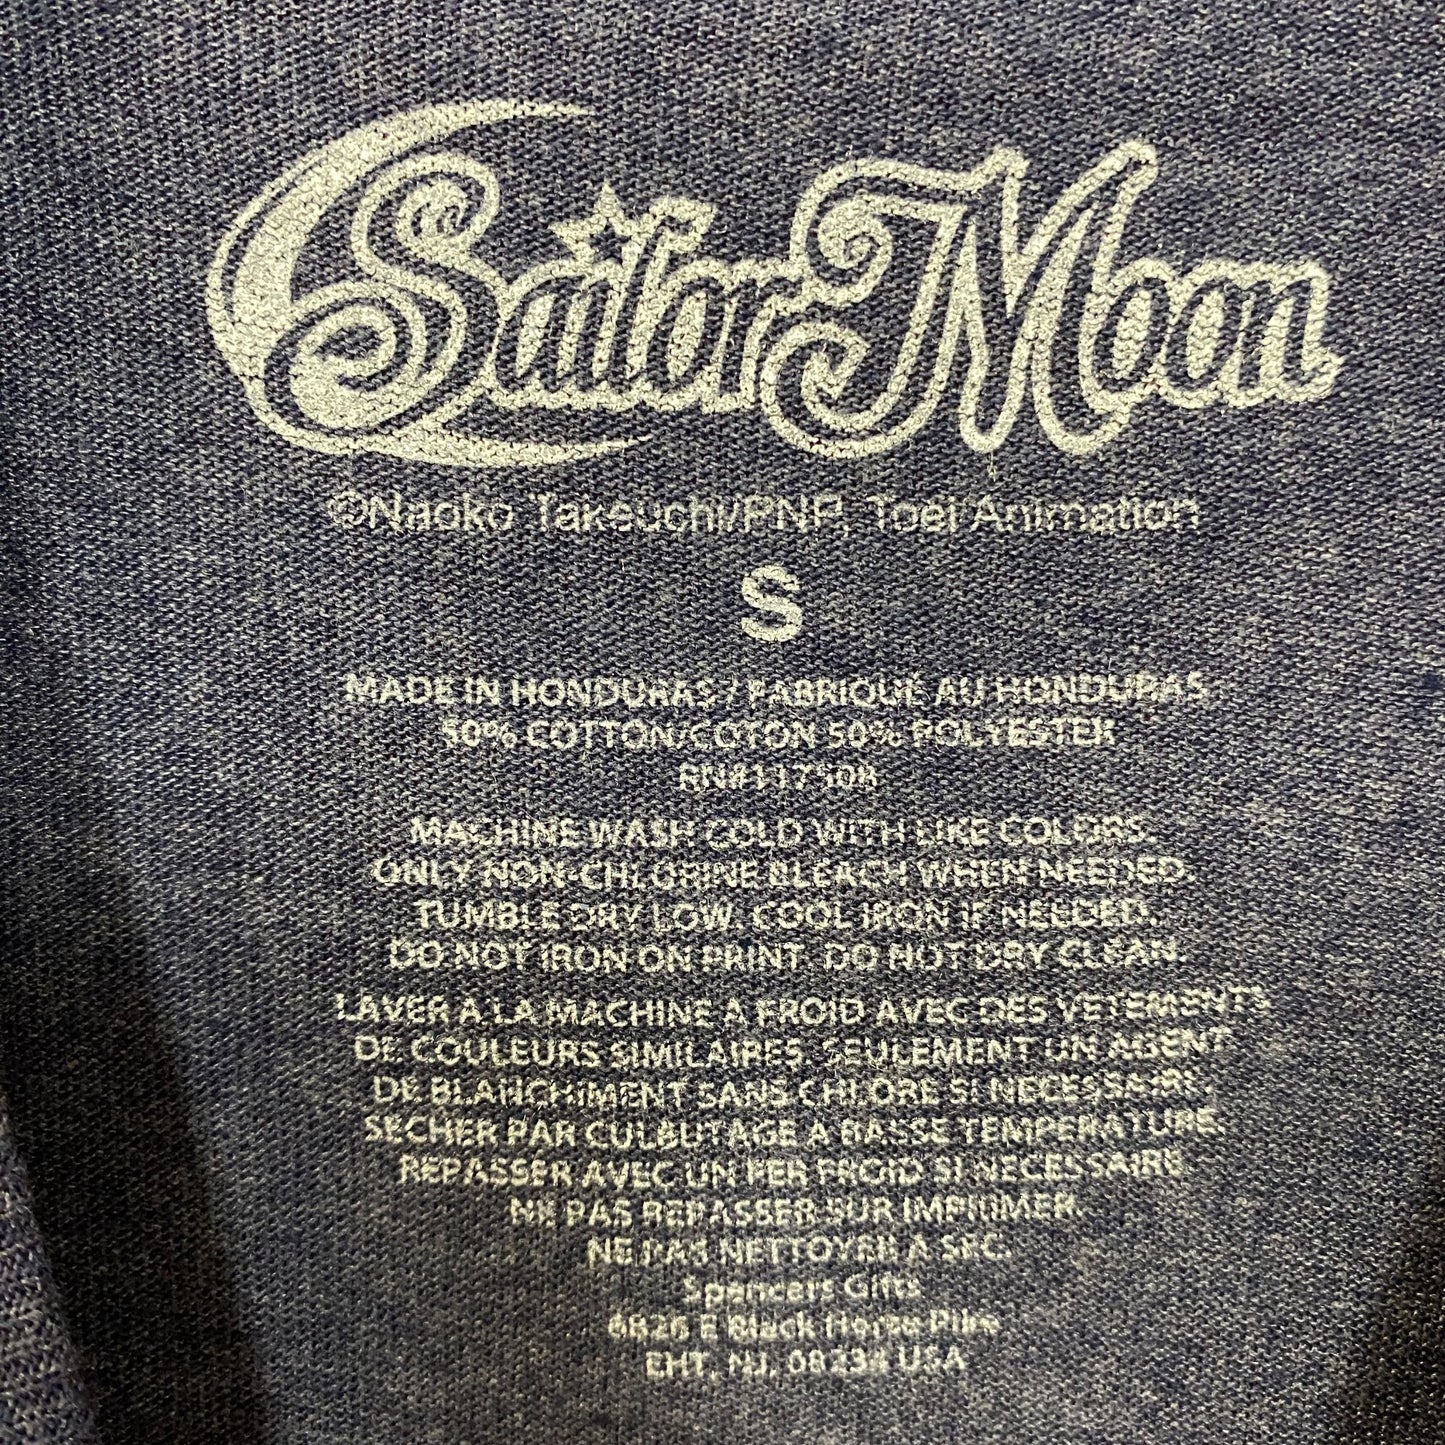 Sailor Moon
©Naoko Takeuchi/PNP, Toei Animation
S
MADE IN HONDURAS / FABRIQUÉ AU HONDURAS
50% COTTON/COTON 50% POLYESTER
RN#117508
MACHINE WASH COLD WITH LIKE COLORS.
ONLY NON-CHLORINE BLEACH WHEN NEEDED.
TUMBLE DRY LOW. COOL IRON IF NEEDED.
DO NOT IRON ON PRINT. DO NOT DRY CLEAN.
LAVER A LA MACHINE A FROID AVEC DES VETEMENTS
DE COULEURS SIMILAIRES. SEULEMENT UN AGENT
DE BLANCHIMENT SANS CHLORE SI NECESSAIRE.
SECHER PAR CULBUTAGE A BASSE TEMPERATURE.
REPASSER AVEC UN FER FROID SI NECESSAIRE.
NE PAS REPASSER SUR IMPRIMER.
NE PAS NETTOYER A SEC.
Spencers Gifts
6826 E Black Horse Pike
EHT, NJ, 08234 USA